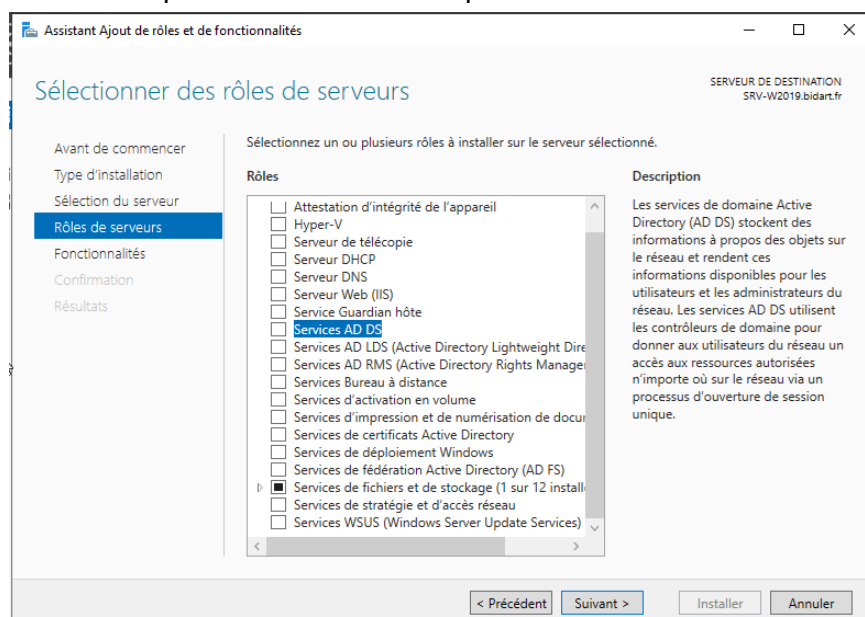 Assistant Ajout de rôles et de fonctionnalités
Sélectionner des rôles de serveurs
SERVEUR DE DESTINATION
SRV-W2019.bidart.fr
Avant de commencer
Type d'installation
Sélection du serveur
Rôles de serveurs
Fonctionnalités
Confirmation
Résultats
Sélectionnez un ou plusieurs rôles à installer sur le serveur sélectionné.
Rôles
Attestation d'intégrité de l'appareil
Hyper-V
Serveur de télécopie
Serveur DHCP
Serveur DNS
Serveur Web (IIS)
Service Guardian hôte
Services AD DS
Services AD LDS (Active Directory Lightweight Dire
Services AD RMS (Active Directory Rights Manage
Services Bureau à distance
Services d'activation en volume
Services d'impression et de numérisation de docu
Services de certificats Active Directory
Services de déploiement Windows
Services de fédération Active Directory (AD FS)
Services de fichiers et de stockage (1 sur 12 install
Services de stratégie et d'accès réseau
Services WSUS (Windows Server Update Services)
Description
Les services de domaine Active
Directory (AD DS) stockent des
informations à propos des objets sur
le réseau et rendent ces
informations disponibles pour les
utilisateurs et les administrateurs du
réseau. Les services AD DS utilisent
les contrôleurs de domaine pour
donner aux utilisateurs du réseau un
accès aux ressources autorisées
n'importe où sur le réseau via un
processus d'ouverture de session
unique.
< Précédent
Suivant >
Installer
Annuler